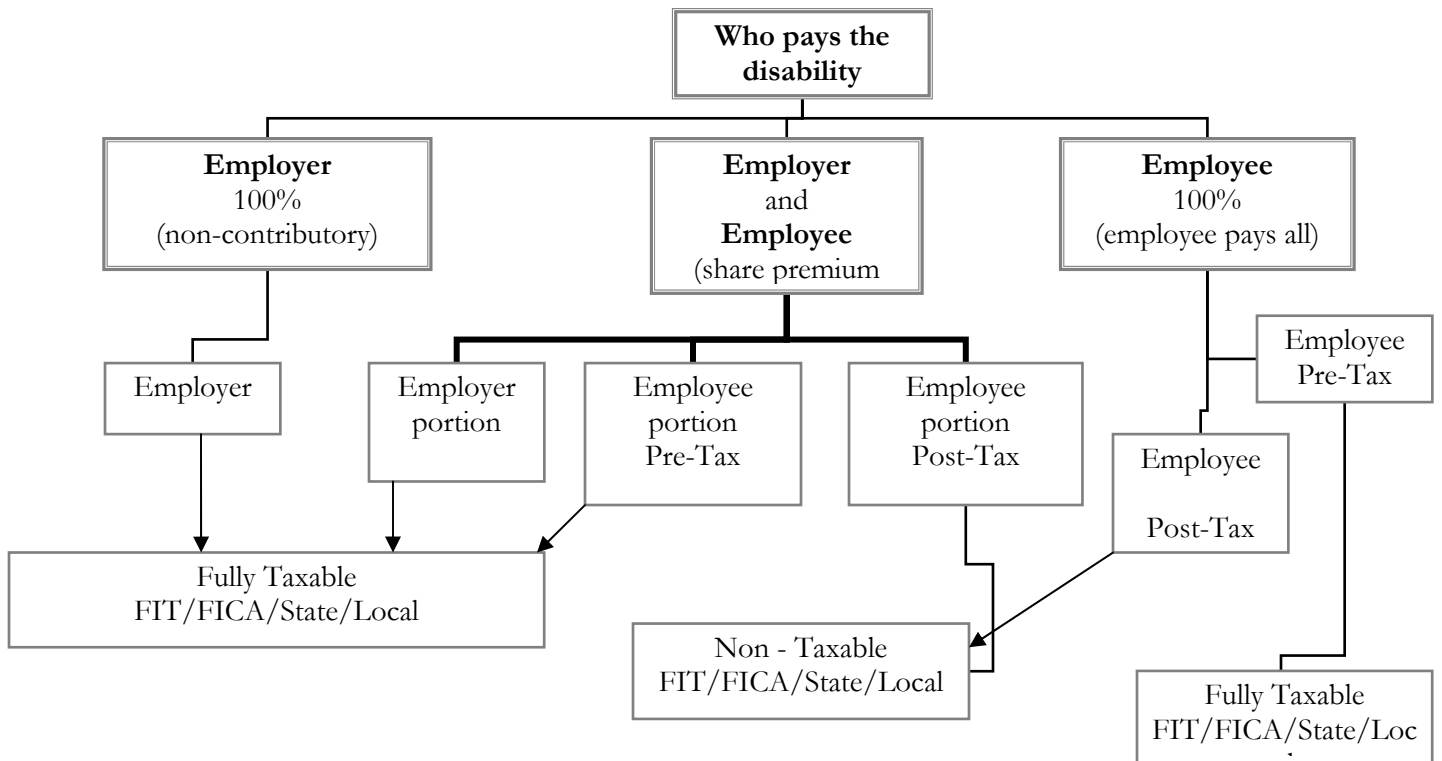 Who pays the
disability
Employer
100%
(non-contributory)
Employer
and
Employee
(share premium
Employee
100%
(employee pays all)
Employer
Employer
portion
Employee
portion
Pre-Tax
Employee
portion
Post-Tax
Employee
Post-Tax
Employee
Pre-Tax
Fully Taxable
FIT/FICA/State/Local
Non - Taxable
FIT/FICA/State/Local
Fully Taxable
FIT/FICA/State/Loc